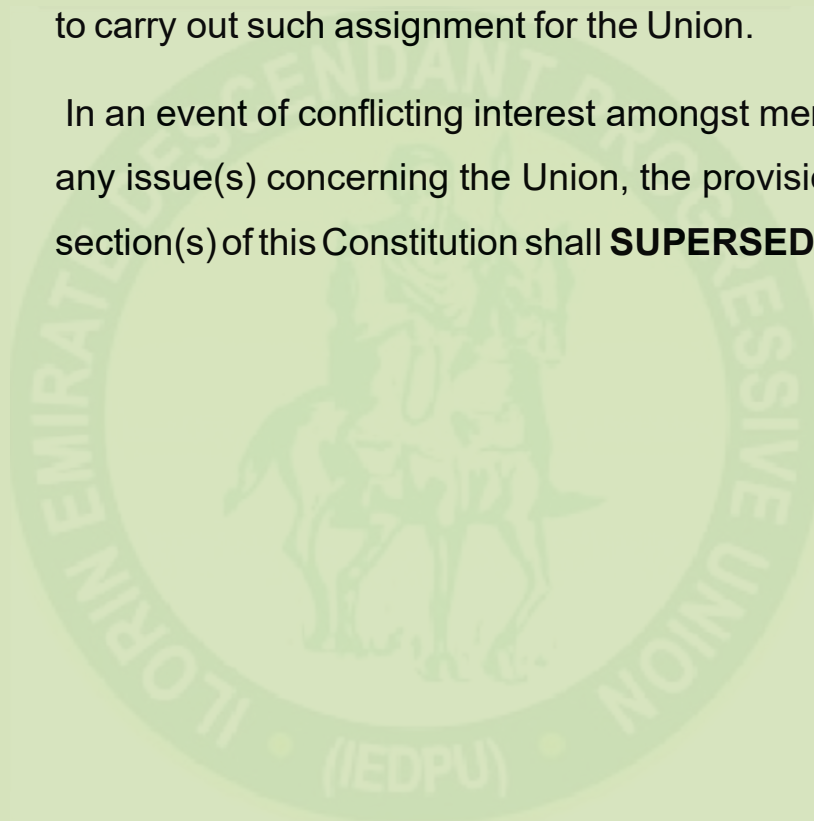 to carry out such assignment for the Union.
In an event of conflicting interest amongst mer
any issue(s) concerning the Union, the provisi
section(s) of this Constitution shall SUPERSED
ILORIN EMIRATE DESCENDANT PROGRESSIVE UNION
(IEDPU)